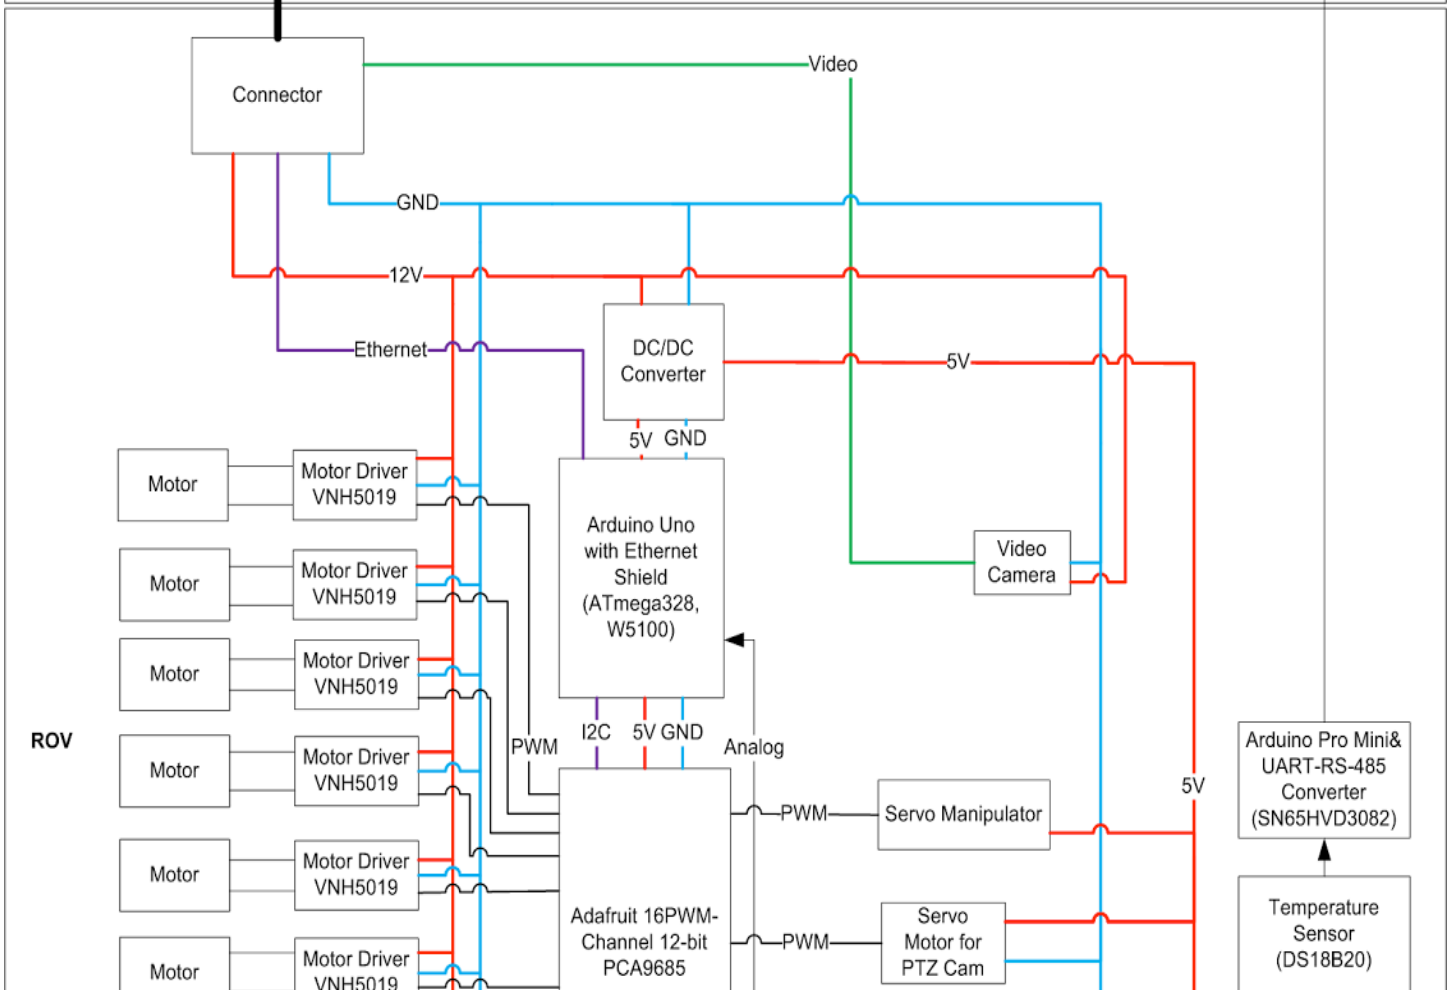 Video
Connector
GND
12V
Ethernet
DC/DC
Converter
5V
5V GND
Motor
Motor Driver
VNH5019
Arduino Uno
with Ethernet
Shield
(ATmega328,
W5100)
Video
Camera
Motor
Motor Driver
VNH5019
Motor
Motor Driver
VNH5019
ROV
I2C
5V GND
PWM
Analog
Arduino Pro Mini&
UART-RS-485
Converter
(SN65HVD3082)
Motor
Motor Driver
VNH5019
5V
PWM
Servo Manipulator
Motor
Motor Driver
VNH5019
Adafruit 16PWM-
Channel 12-bit
PCA9685
PWM
Servo
Motor for
PTZ Cam
Temperature
Sensor
(DS18B20)
Motor
Motor Driver
VNH5019